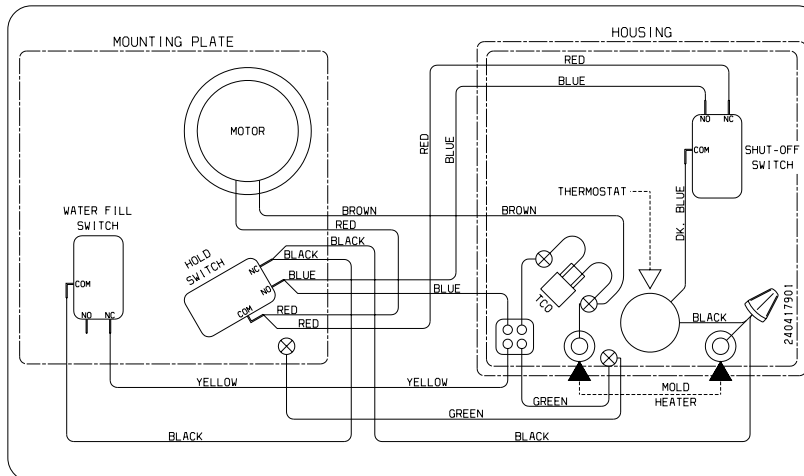 MOUNTING PLATE
HOUSING
RED
BLUE
MOTOR
RED
BLUE
NO
NC
COM
SHUT-OFF
SWITCH
THERMOSTAT
DK. BLUE
WATER FILL
SWITCH
BROWN
BROWN
RED
BLACK
BLACK
HOLD
SWITCH
NC
NO
COM
BLUE
BLUE
RED
RED
COM
NO
NC
TCO
BLACK
240417901
YELLOW
YELLOW
MOLD
HEATER
GREEN
GREEN
BLACK
BLACK